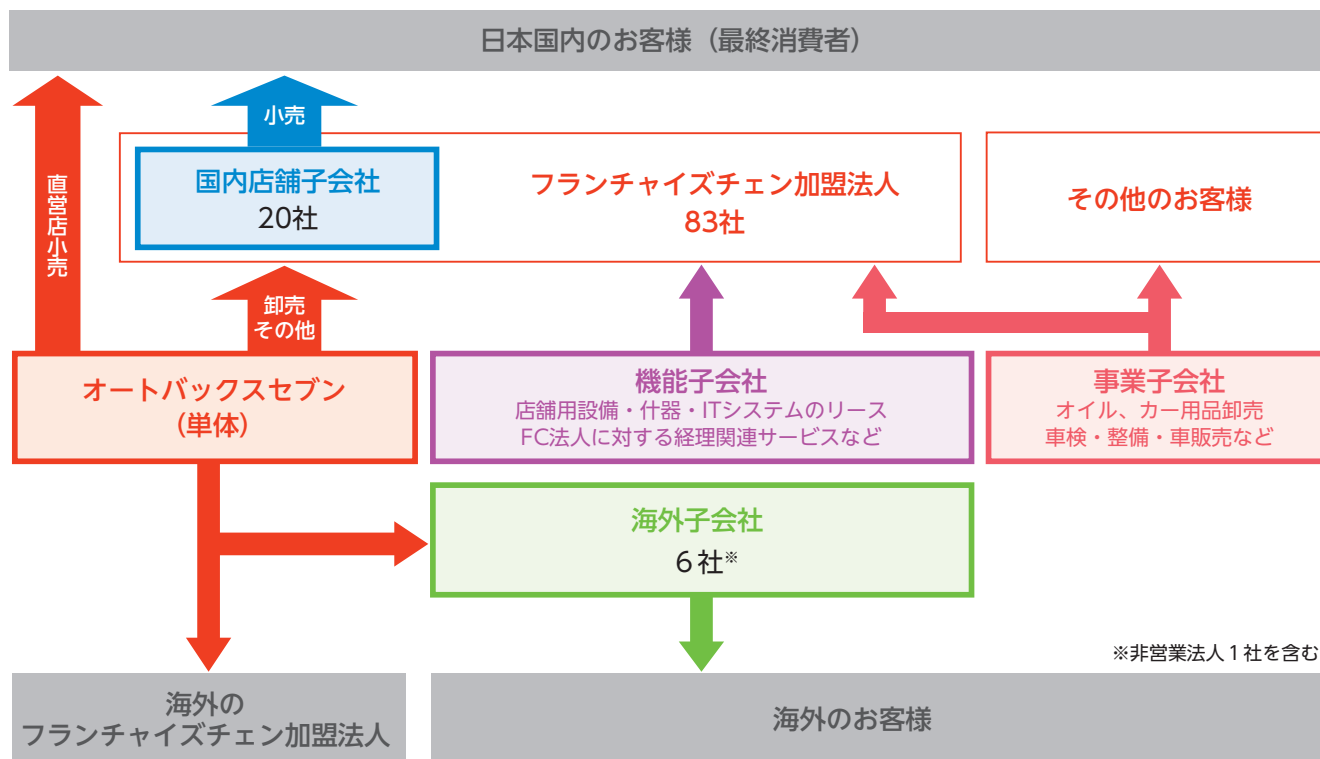 日本国内のお客様（最終消費者）
直営店小売
小売
国内店舗子会社
20社
フランチャイズチェン加盟法人
83社
その他のお客様
卸売
その他
オートバックスセブン
(単体)
機能子会社
店舗用設備・什器・ITシステムのリース
FC法人に対する経理関連サービスなど
事業子会社
オイル、カー用品卸売
車検・整備・車販売など
海外子会社
6社※
※非営業法人1社を含む
海外の
フランチャイズチェン加盟法人
海外のお客様